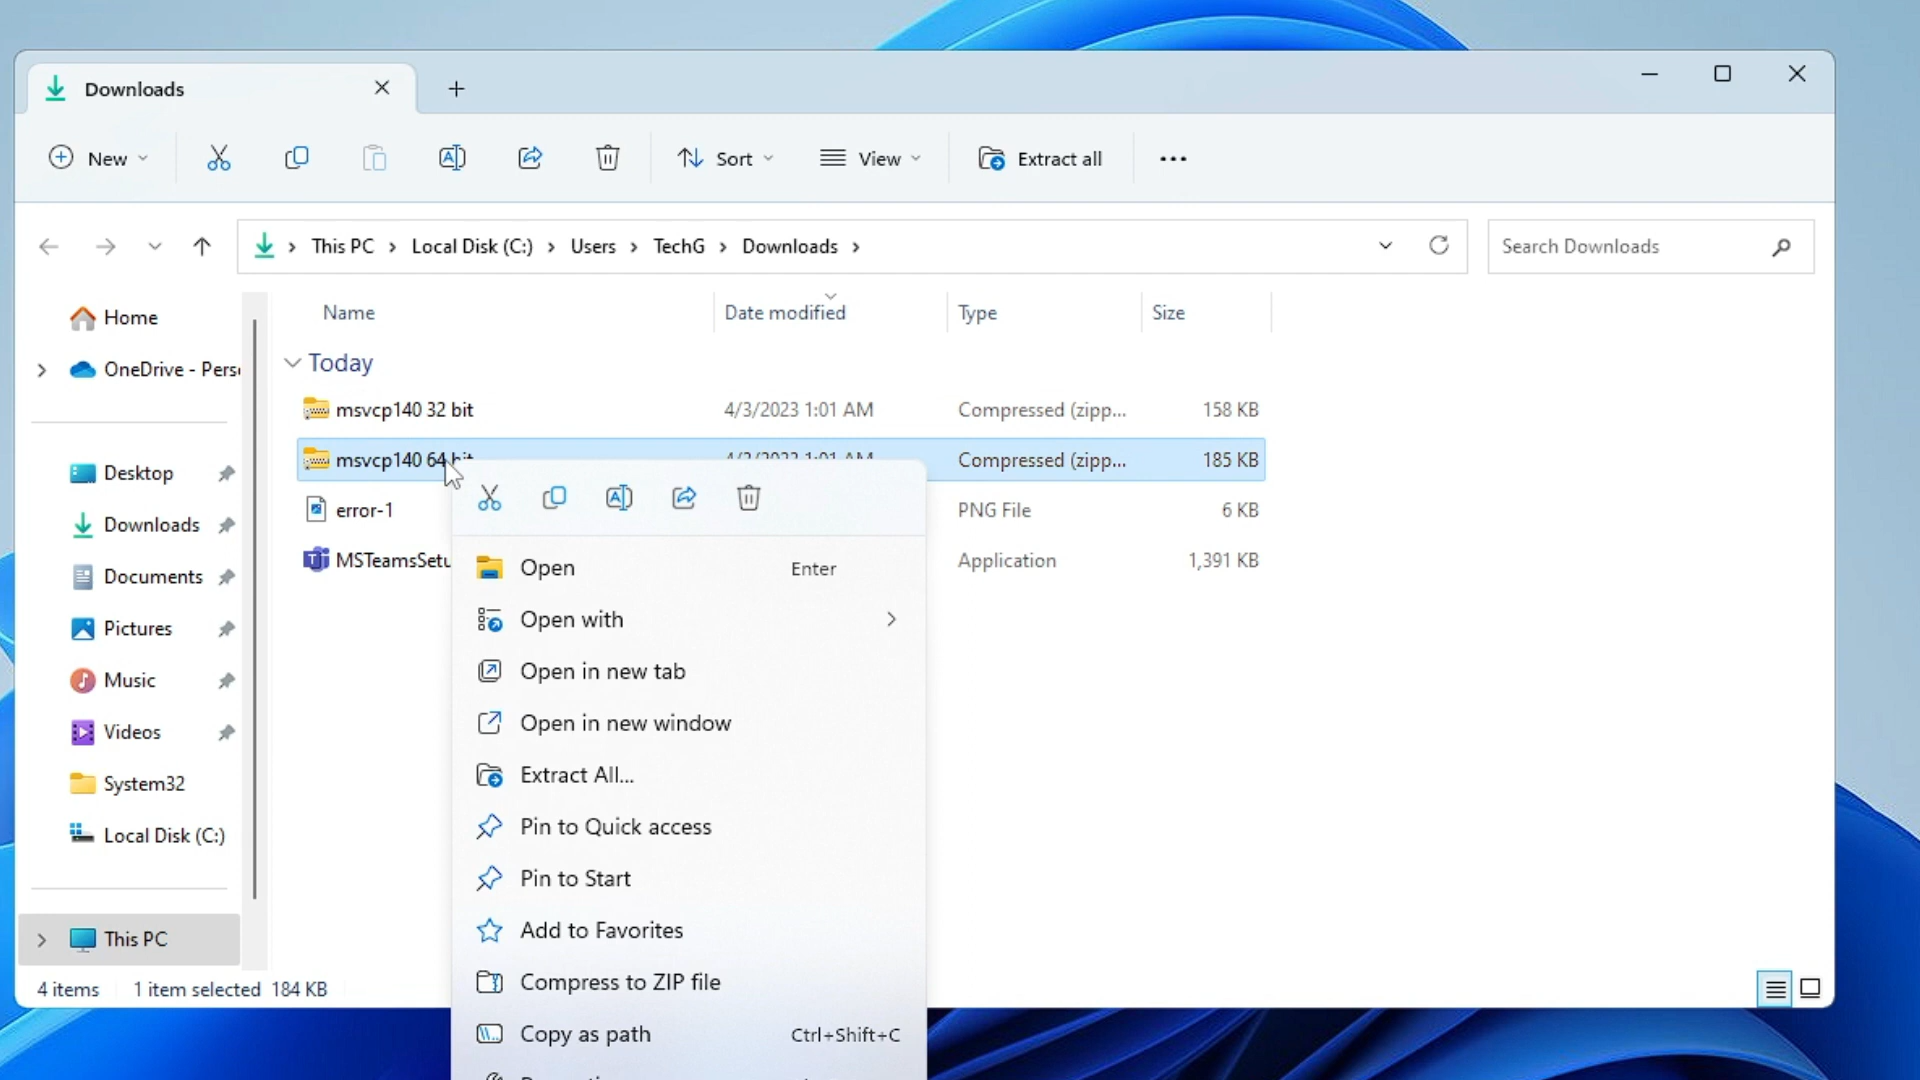 Downloads
New
Sort
View
Extract all
This PC
Local Disk (C:)
Users
TechG
Downloads
Search Downloads
Name
Date modified
Type
Size
Home
OneDrive - Pers
Desktop
Downloads
Documents
Pictures
Music
Videos
System32
Local Disk (C:)
This PC
Today
msvcp140 32 bit 4/3/2023 1:01 AM Compressed (zipp... 158 KB
msvcp140 64 bit 4/3/2023 1:01 AM Compressed (zipp... 185 KB
error-1 PNG File 6 KB
MSTeamsSetu Application 1,391 KB
Open Enter
Open with
Open in new tab
Open in new window
Extract All...
Pin to Quick access
Pin to Start
Add to Favorites
Compress to ZIP file
Copy as path Ctrl+Shift+C
4 items 1 item selected 184 KB